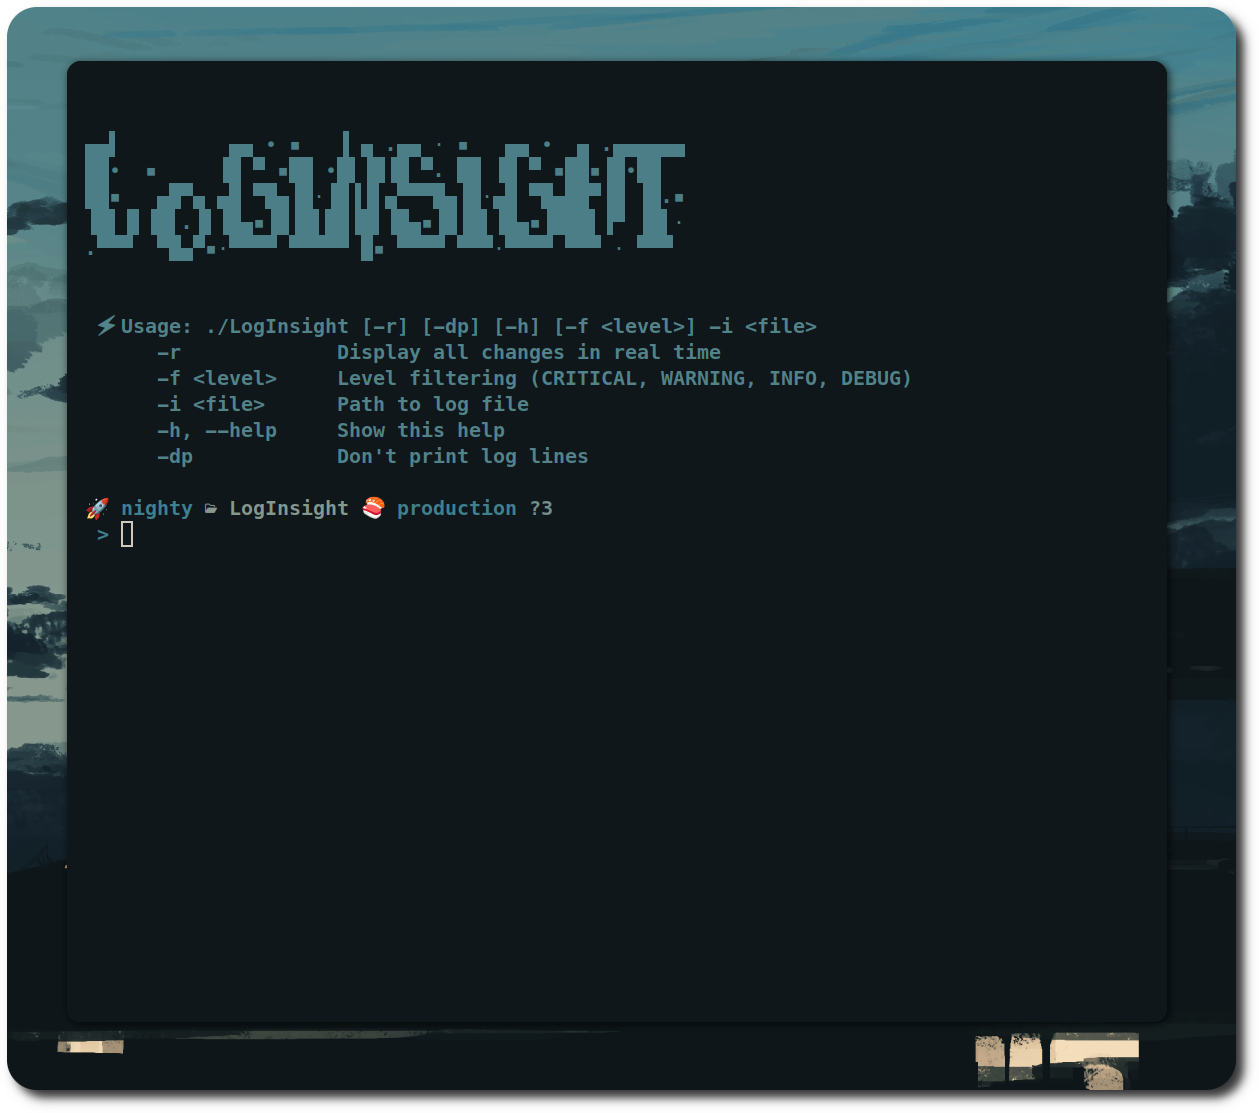 LoGINSiGHT
⚡Usage: ./LogInsight [-r] [-dp] [-h] [-f <level>] -i <file>
-r Display all changes in real time
-f <level> Level filtering (CRITICAL, WARNING, INFO, DEBUG)
-i <file> Path to log file
-h, --help Show this help
-dp Don't print log lines
🚀 nighty 🗁 LogInsight 🍣 production ?3
>